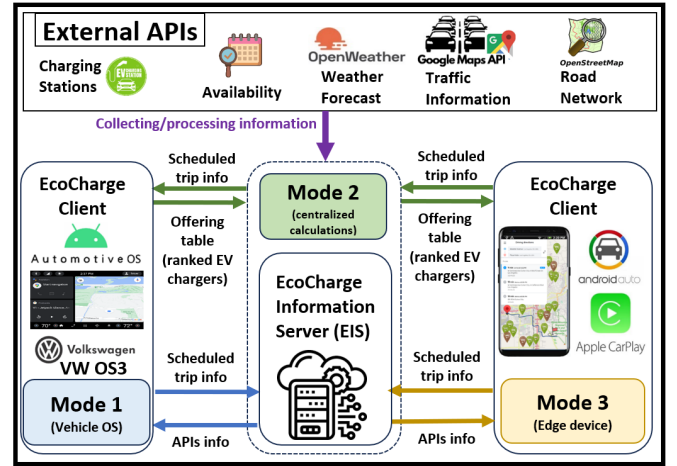 External APIs
Charging
Stations
EV
Availability
OpenWeather
Weather
Forecast
Google Maps API
Traffic
Information
OpenStreetMap
Road
Network
Collecting/processing information
EcoCharge
Client
Automotive OS
Volkswagen
VW OS3
Mode 1
(Vehicle OS)
Scheduled
trip info
Offering
table
(ranked EV
chargers)
Scheduled
trip info
APIs info
Mode 2
(centralized
calculations)
EcoCharge
Information
Server (EIS)
Scheduled
trip info
Offering
table
(ranked EV
chargers)
Scheduled
trip info
APIs info
EcoCharge
Client
androidauto
Apple CarPlay
Mode 3
(Edge device)